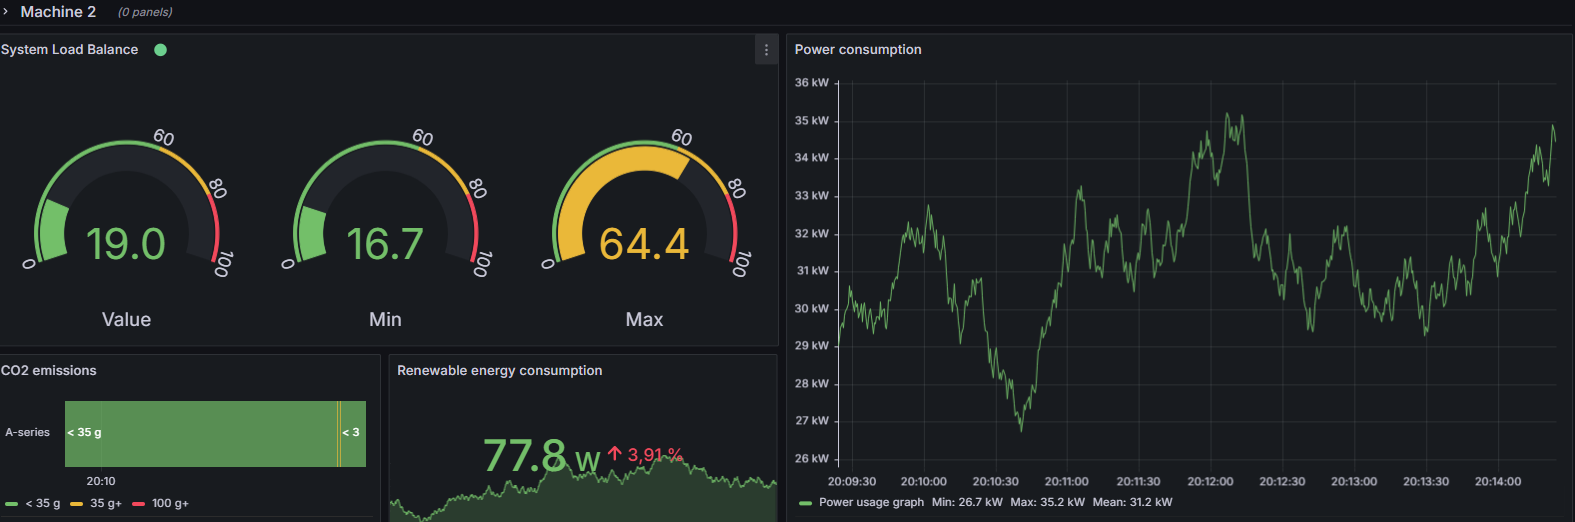 Machine 2 (0 panels)
System Load Balance
60
80
0
100
19.0
Value
60
80
0
100
16.7
Min
60
80
0
100
64.4
Max
Power consumption
36 kW
35 kW
34 kW
33 kW
32 kW
31 kW
30 kW
29 kW
28 kW
27 kW
26 kW
20:09:30 20:10:00 20:10:30 20:11:00 20:11:30 20:12:00 20:12:30 20:13:00 20:13:30 20:14:00
Power usage graph Min: 26.7 kW Max: 35.2 kW Mean: 31.2 kW
CO2 emissions
A-series
< 35 g
< 3
20:10
< 35 g 35 g+ 100 g+
Renewable energy consumption
77.8 W 3,91 %